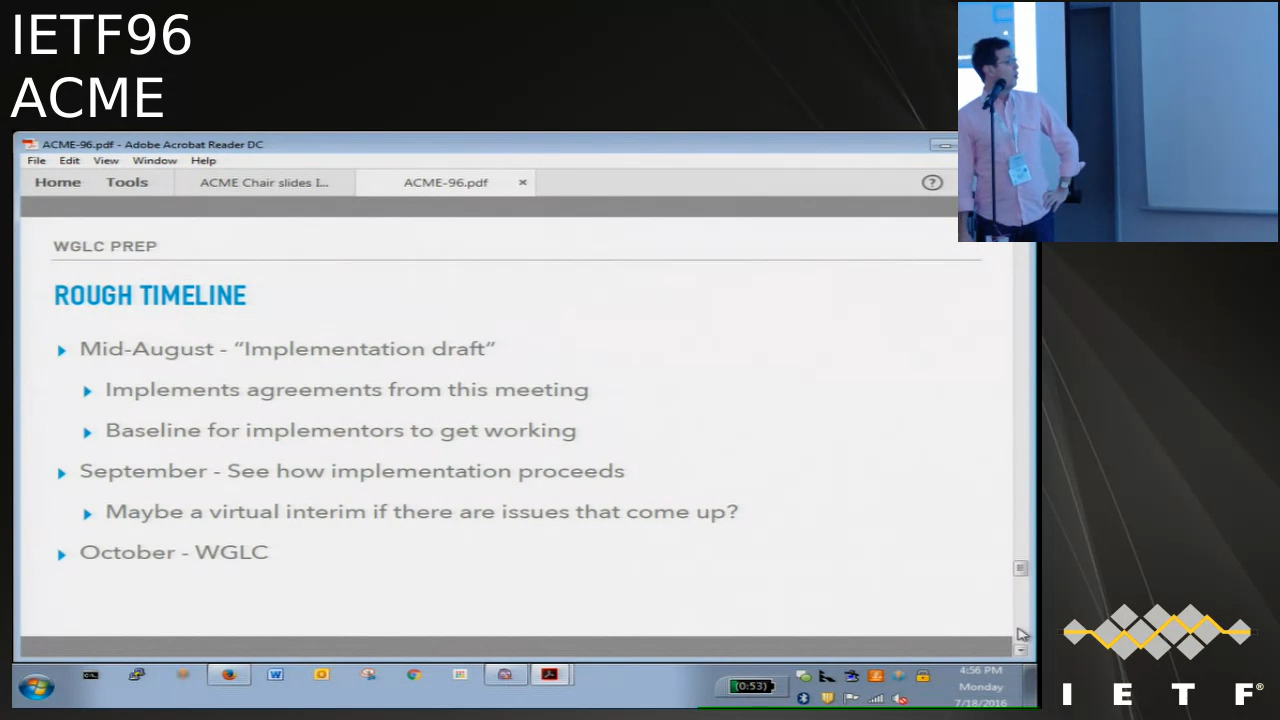 IETF96
ACME
ACME-96.pdf - Adobe Acrobat Reader DC
File Edit View Window Help
Home Tools ACME Chair slides I... ACME-96.pdf × ?
WGLC PREP
ROUGH TIMELINE
Mid-August - “Implementation draft”
Implements agreements from this meeting
Baseline for implementors to get working
September - See how implementation proceeds
Maybe a virtual interim if there are issues that come up?
October - WGLC
(0:53)
4:56 PM
Monday
7/18/2016
I E T F®